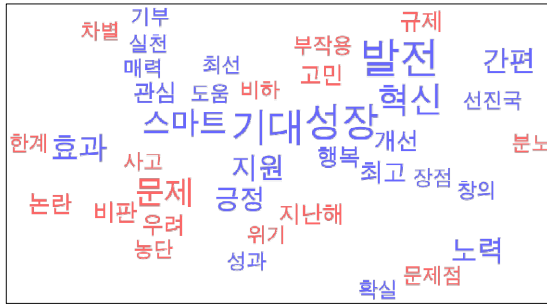 기부
차별
규제
실천
부작용
발전
간편
매력
최선
고민
관심
도움
비하
혁신
선진국
스마트
기대
성장
개선
한계
효과
행복
분노
사고
지원
최고
장점
문제
긍정
창의
논란
비판
우려
지난해
농단
위기
노력
성과
문제점
확실